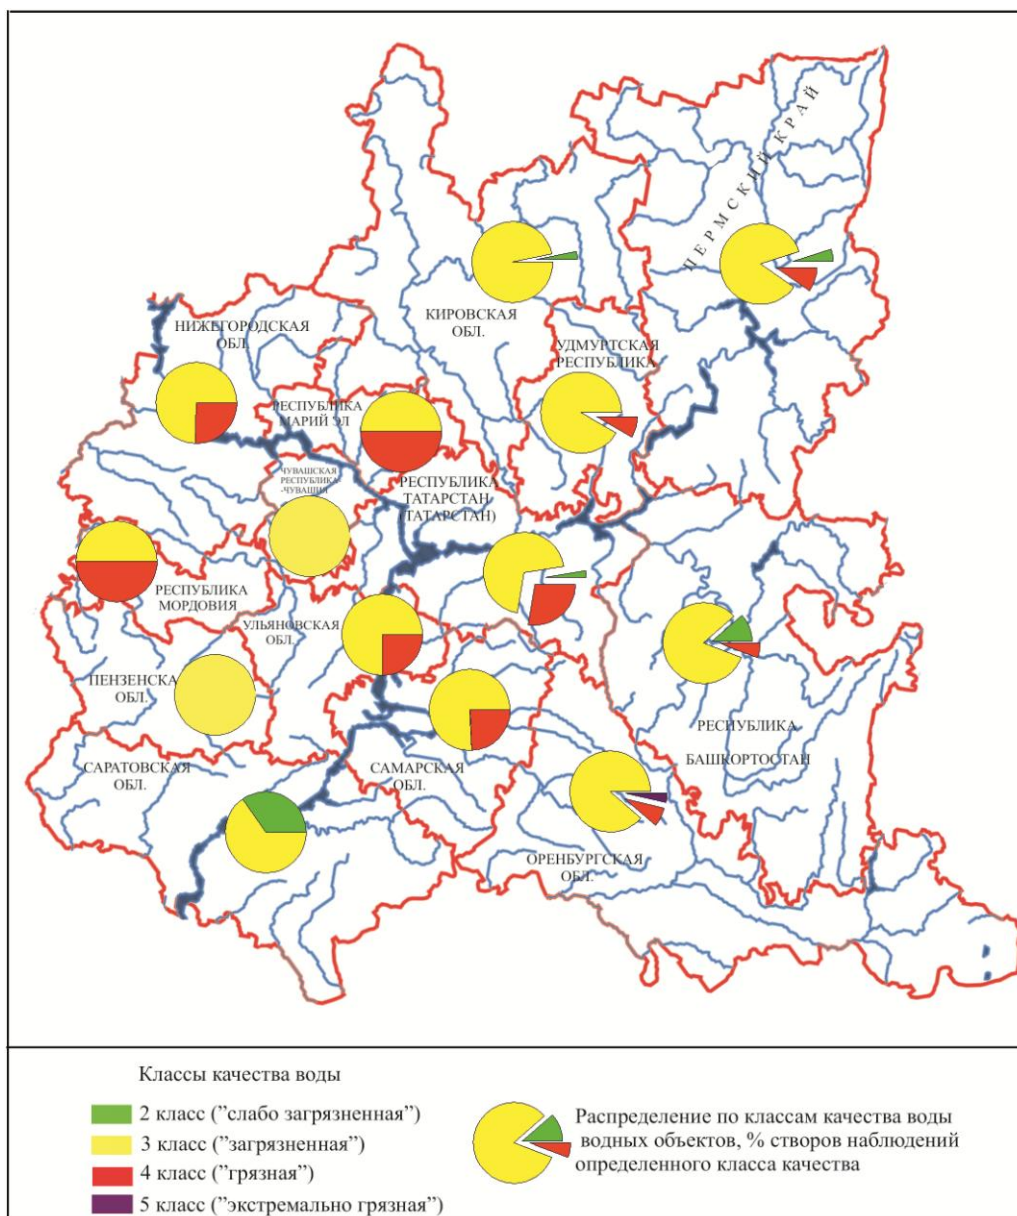 ПЕРМСКИЙ КРАЙ
КИРОВСКАЯ
ОБЛ.
НИЖЕГОРОДСКАЯ
ОБЛ.
УДМУРТСКАЯ
РЕСПУБЛИКА
РЕСПУБЛИКА
МАРИЙ ЭЛ
ЧУВАШСКАЯ
РЕСПУБЛИКА-
-ЧУВАШИЯ
РЕСПУБЛИКА
ТАТАРСТАН
(ТАТАРСТАН)
РЕСПУБЛИКА
МОРДОВИЯ
УЛЬЯНОВСКАЯ
ОБЛ.
ПЕНЗЕНСКА
ОБЛ.
РЕСПУБЛИКА
БАШКОРТОСТАН
САРАТОВСКАЯ
ОБЛ.
САМАРСКАЯ
ОБЛ.
ОРЕНБУРГСКАЯ
ОБЛ.
Классы качества воды
2 класс ("слабо загрязненная")
3 класс ("загрязненная")
4 класс ("грязная")
5 класс ("экстремально грязная")
Распределение по классам качества воды
водных объектов, % створов наблюдений
определенного класса качества